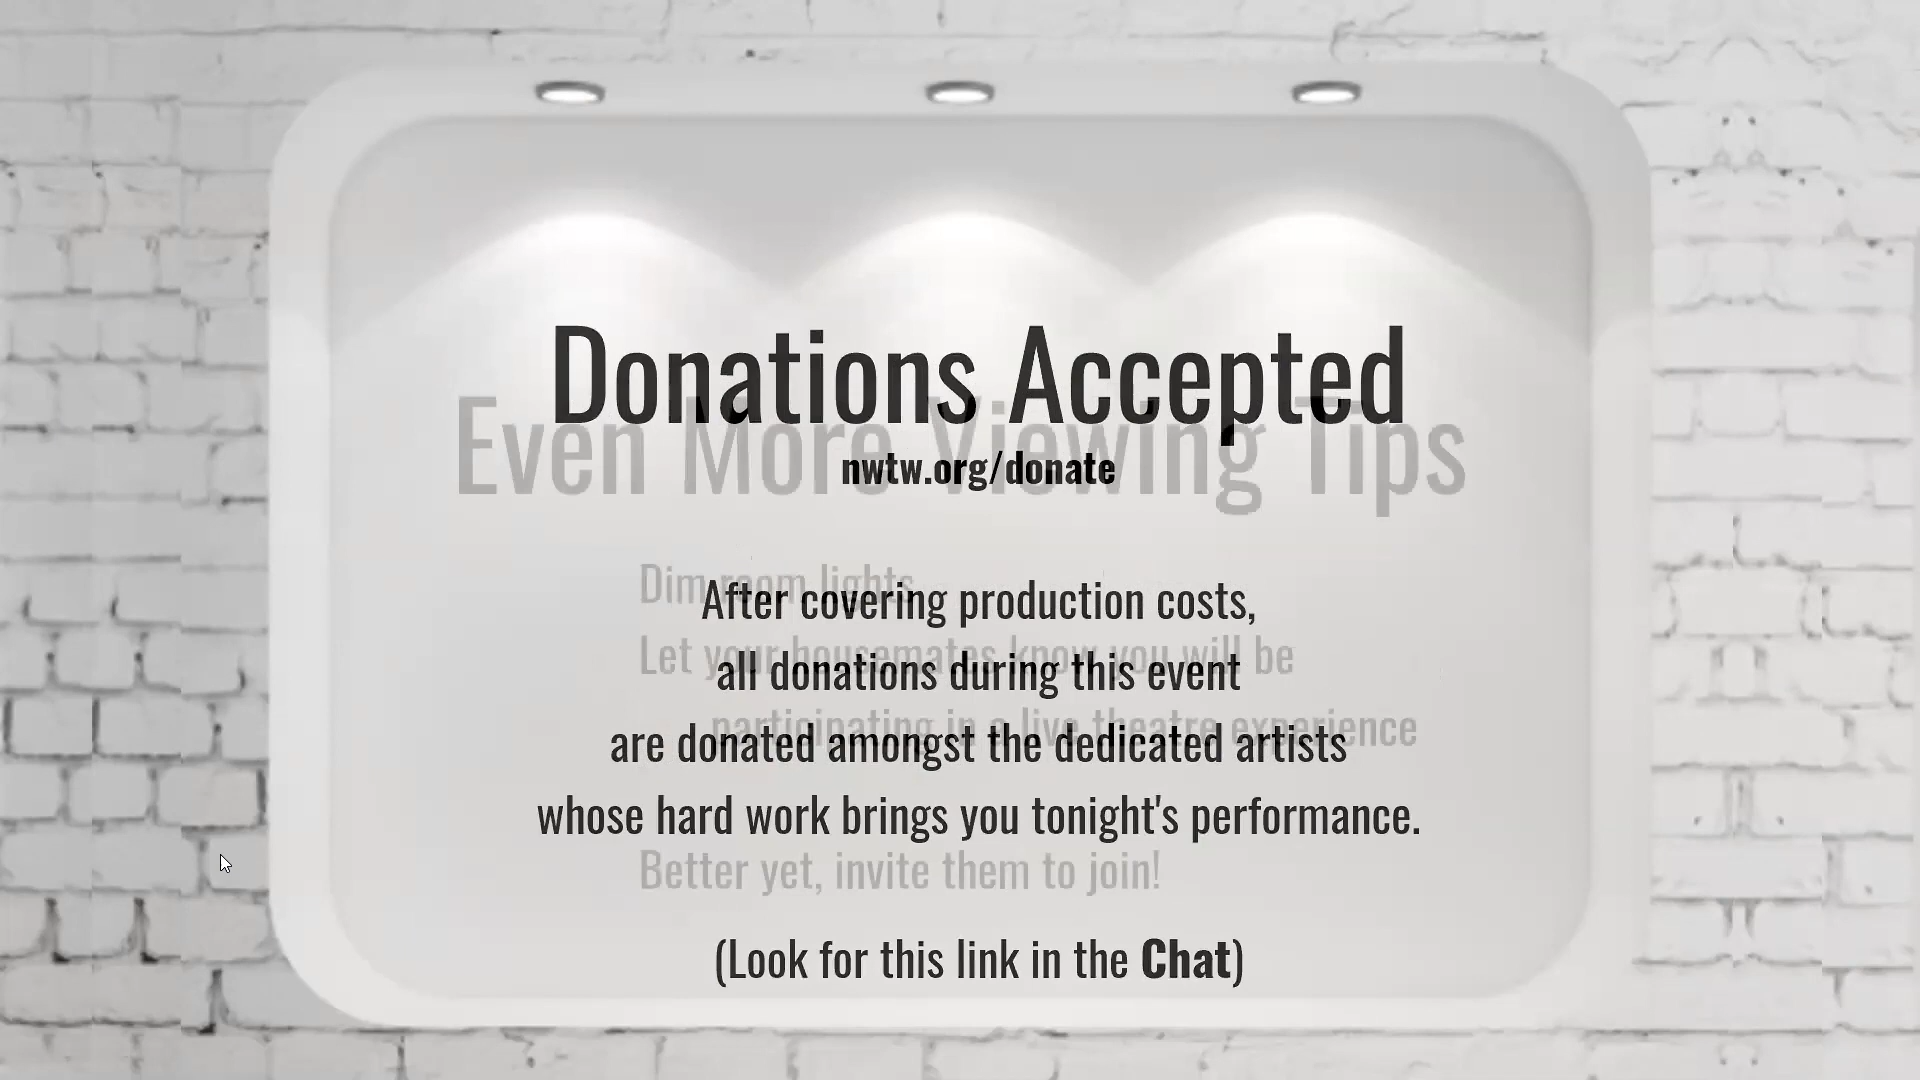 Donations Accepted
Even More Viewing Tips
nwtw.org/donate
Dim room lights
After covering production costs,
Let your housemates know you will be
all donations during this event
participating in a live theatre experience
are donated amongst the dedicated artists
whose hard work brings you tonight's performance.
Better yet, invite them to join!
(Look for this link in the Chat)